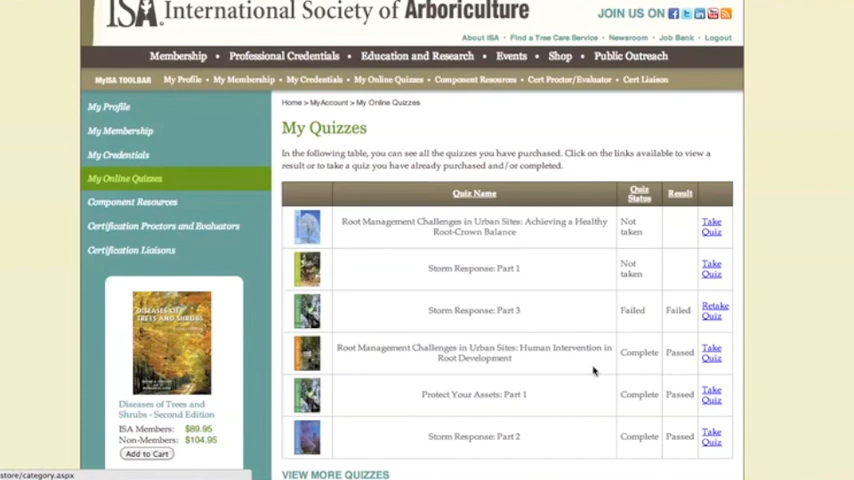 ISA International Society of Arboriculture
JOIN US ON
About ISA • Find a Tree Care Service • Newsroom • Job Bank • Logout
Membership • Professional Credentials • Education and Research • Events • Shop • Public Outreach
MyISA TOOLBAR My Profile • My Membership • My Credentials • My Online Quizzes • Component Resources • Cert Proctor/Evaluator • Cert Liaison
My Profile
My Membership
My Credentials
My Online Quizzes
Component Resources
Certification Proctors and Evaluators
Certification Liaisons
DISEASES OF
TREES AND SHRUBS
Diseases of Trees and
Shrubs - Second Edition
ISA Members: $89.95
Non-Members: $104.95
Add to Cart
Home > MyAccount > My Online Quizzes
My Quizzes
In the following table, you can see all the quizzes you have purchased. Click on the links available to view a
result or to take a quiz you have already purchased and/or completed.
Quiz Name Quiz Status Result
Root Management Challenges in Urban Sites: Achieving a Healthy
Root-Crown Balance
Not
taken
Take
Quiz
Storm Response: Part 1
Not
taken
Take
Quiz
Storm Response: Part 3 Failed Failed
Retake
Quiz
Root Management Challenges in Urban Sites: Human Intervention in
Root Development
Complete Passed
Take
Quiz
Protect Your Assets: Part 1 Complete Passed
Take
Quiz
Storm Response: Part 2 Complete Passed
Take
Quiz
VIEW MORE QUIZZES
store/category.aspx